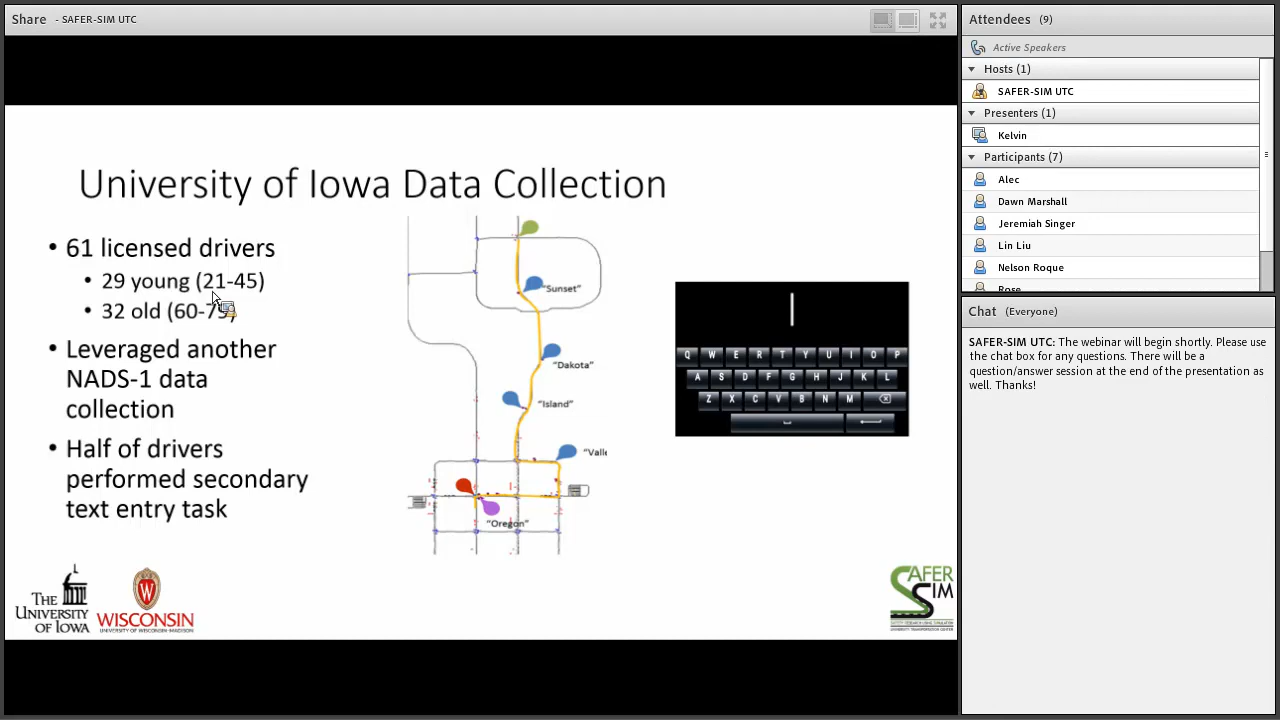 Share - SAFER-SIM UTC
University of Iowa Data Collection
• 61 licensed drivers
• 29 young (21-45)
• 32 old (60-
• Leveraged another
NADS-1 data
collection
• Half of drivers
performed secondary
text entry task
"Sunset"
"Dakota"
"Island"
"Valle
"Oregon"
Q W E R T Y U I O P
A S D F G H J K L
Z X C V B N M
THE
UNIVERSITY
OF IOWA
W
WISCONSIN
UNIVERSITY OF WISCONSIN-MADISON
SAFER
SIM
Attendees (9)
Active Speakers
Hosts (1)
SAFER-SIM UTC
Presenters (1)
Kelvin
Participants (7)
Alec
Dawn Marshall
Jeremiah Singer
Lin Liu
Nelson Roque
Rose
Chat (Everyone)
SAFER-SIM UTC: The webinar will begin shortly. Please use
the chat box for any questions. There will be a
question/answer session at the end of the presentation as
well. Thanks!